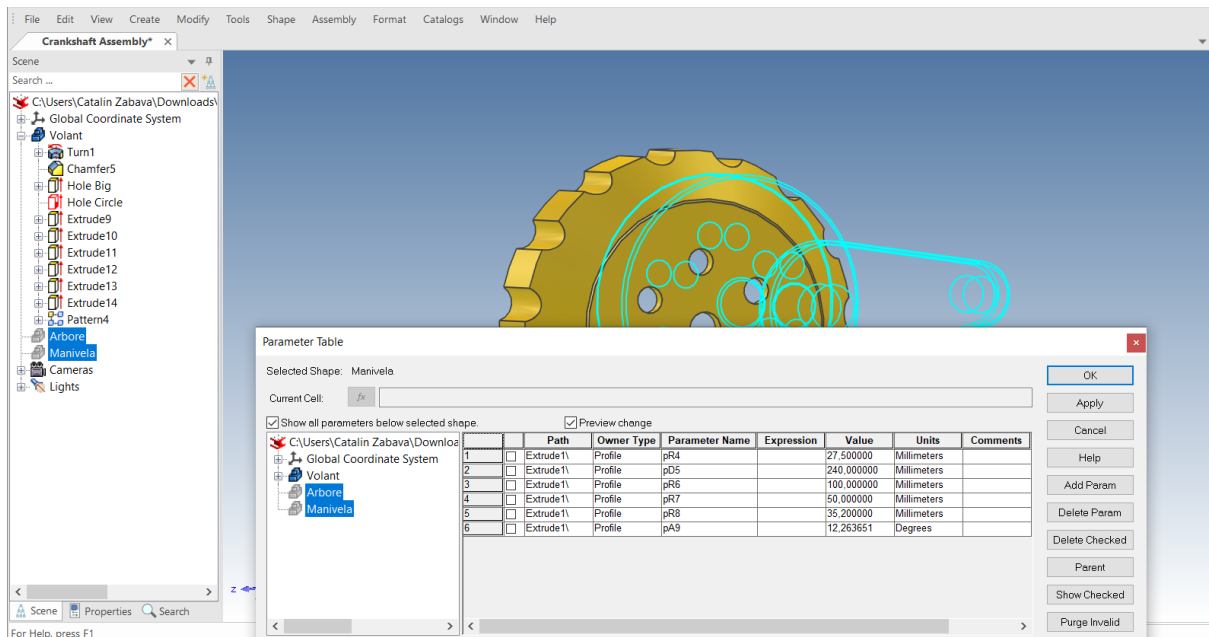 File Edit View Create Modify Tools Shape Assembly Format Catalogs Window Help
Crankshaft Assembly*
Scene
Search ...
C:\Users\Catalin Zabava\Downloads\
Global Coordinate System
Volant
Turn1
Chamfer5
Hole Big
Hole Circle
Extrude9
Extrude10
Extrude11
Extrude12
Extrude13
Extrude14
Pattern4
Arbore
Manivela
Cameras
Lights
z
Parameter Table
Selected Shape: Manivela
Current Cell: fx
Show all parameters below selected shape. Preview change
C:\Users\Catalin Zabava\Downloa
Global Coordinate System
Volant
Arbore
Manivela
Path Owner Type Parameter Name Expression Value Units Comments
1 Extrude1\ Profile pR4 27,500000 Millimeters
2 Extrude1\ Profile pD5 240,000000 Millimeters
3 Extrude1\ Profile pR6 100,000000 Millimeters
4 Extrude1\ Profile pR7 50,000000 Millimeters
5 Extrude1\ Profile pR8 35,200000 Millimeters
6 Extrude1\ Profile pA9 12,263651 Degrees
OK
Apply
Cancel
Help
Add Param
Delete Param
Delete Checked
Parent
Show Checked
Purge Invalid
Scene Properties Search
For Help, press F1